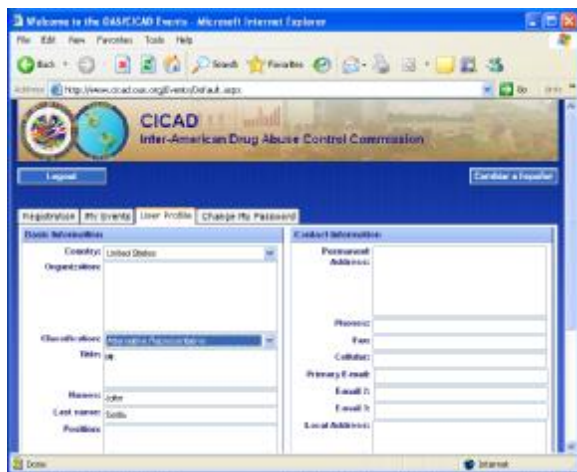 Welcome to the OAS/CICAD Events - Microsoft Internet Explorer
File Edit View Favorites Tools Help
Back Search Favorites
Address http://www.cicad.oas.org/Events/Default.aspx Go
CICAD
Inter-American Drug Abuse Control Commission
Logout Cambiar a Español
Registration My Events User Profile Change My Password
Basic Information Contact Information
Country: United States Permanent Address:
Organization:
Classification: Alternative Representative Phones:
Title: Fax:
Cellular:
Primary E-mail:
Names: John E-mail 2:
Last name: E-mail 3:
Position: Local Address:
Done Internet